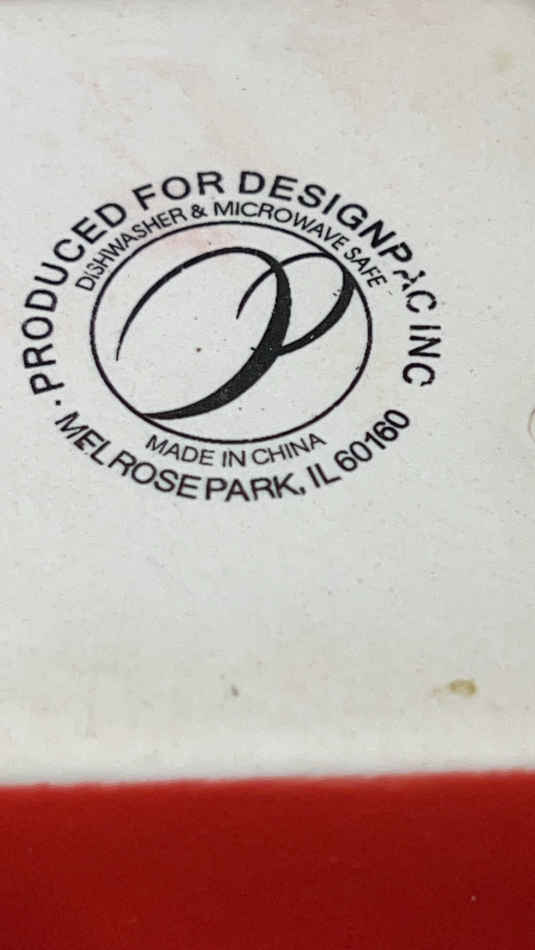 PRODUCED FOR DESIGNPAC INC
DISHWASHER & MICROWAVE SAFE
MADE IN CHINA
· MELROSE PARK, IL 60160